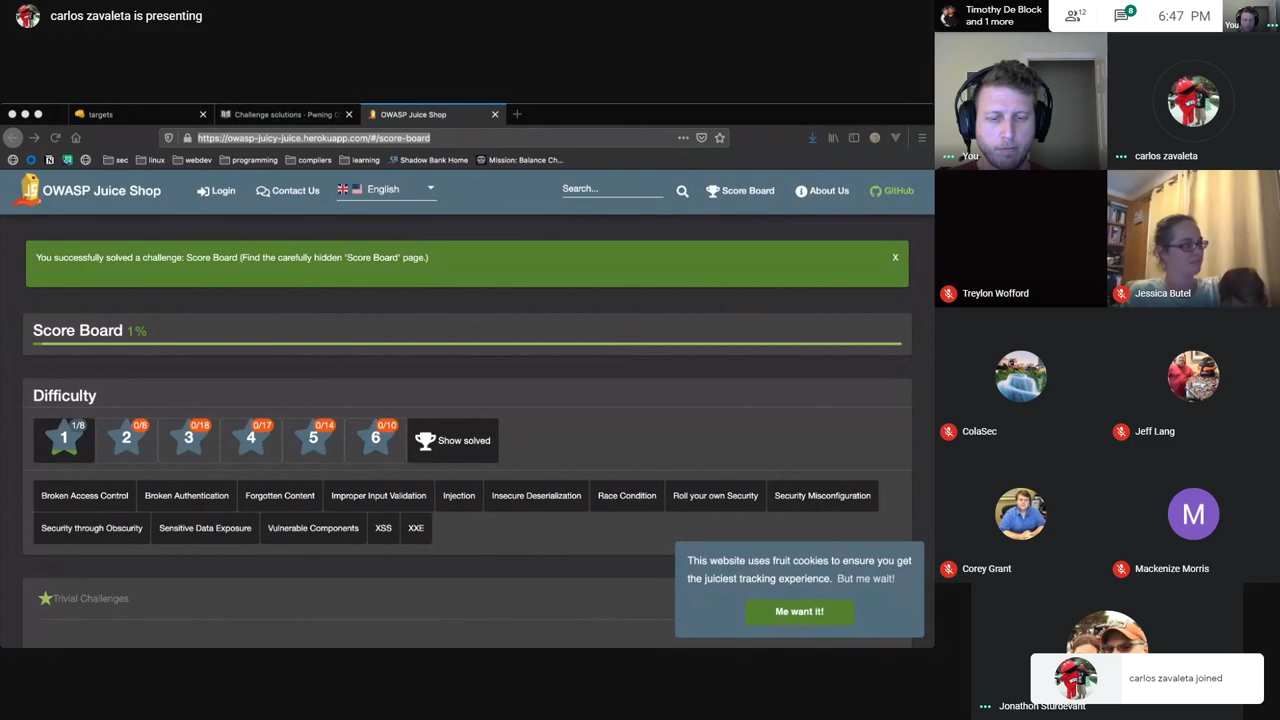 carlos zavaleta is presenting
Timothy De Block
and 1 more
12
8
6:47 PM
You
targets
Challenge solutions · Pwning O
OWASP Juice Shop
https://owasp-juicy-juice.herokuapp.com/#/score-board
sec
linux
webdev
programming
compilers
learning
Shadow Bank Home
Mission: Balance Ch...
OWASP Juice Shop
Login
Contact Us
English
Search...
Score Board
About Us
GitHub
You successfully solved a challenge: Score Board (Find the carefully hidden 'Score Board' page.)
X
Score Board 1%
Difficulty
1 1/8
2 0/8
3 0/18
4 0/17
5 0/14
6 0/10
Show solved
Broken Access Control
Broken Authentication
Forgotten Content
Improper Input Validation
Injection
Insecure Deserialization
Race Condition
Roll your own Security
Security Misconfiguration
Security through Obscurity
Sensitive Data Exposure
Vulnerable Components
XSS
XXE
This website uses fruit cookies to ensure you get
the juiciest tracking experience. But me wait!
Me want it!
Trivial Challenges
You
carlos zavaleta
Treylon Wofford
Jessica Butel
ColaSec
Jeff Lang
Corey Grant
M
Mackenize Morris
carlos zavaleta joined
Jonathon Sturdevant